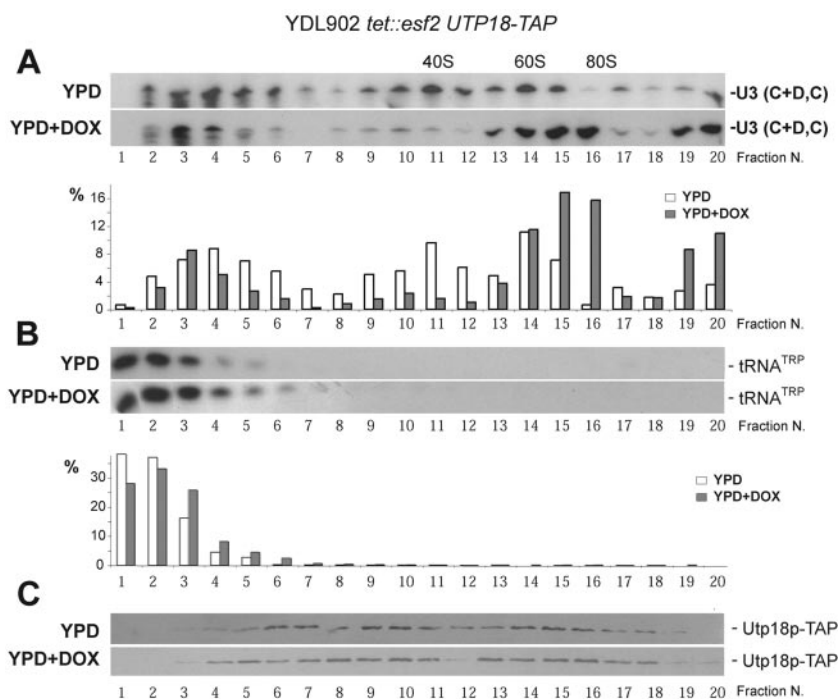 YDL902 tet::esf2 UTP18-TAP
A
40S 60S 80S
YPD -U3 (C+D,C)
YPD+DOX -U3 (C+D,C)
1 2 3 4 5 6 7 8 9 10 11 12 13 14 15 16 17 18 19 20 Fraction N.
%
16
12
8
4
0
YPD
YPD+DOX
1 2 3 4 5 6 7 8 9 10 11 12 13 14 15 16 17 18 19 20 Fraction N.
B
YPD - tRNATRP
YPD+DOX - tRNATRP
1 2 3 4 5 6 7 8 9 10 11 12 13 14 15 16 17 18 19 20 Fraction N.
%
30
20
10
0
YPD
YPD+DOX
1 2 3 4 5 6 7 8 9 10 11 12 13 14 15 16 17 18 19 20 Fraction N.
C
YPD - Utp18p-TAP
YPD+DOX - Utp18p-TAP
1 2 3 4 5 6 7 8 9 10 11 12 13 14 15 16 17 18 19 20 Fraction N.